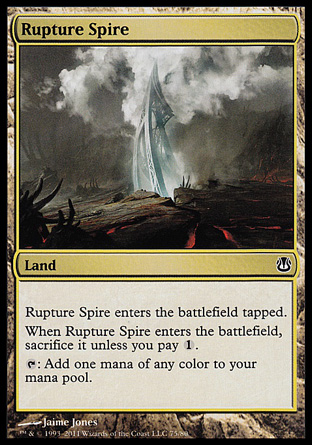 Rupture Spire
Land
Rupture Spire enters the battlefield tapped.
When Rupture Spire enters the battlefield,
sacrifice it unless you pay 1.
: Add one mana of any color to your
mana pool.
Jaime Jones
™ & © 1993-2011 Wizards of the Coast LLC 75/80